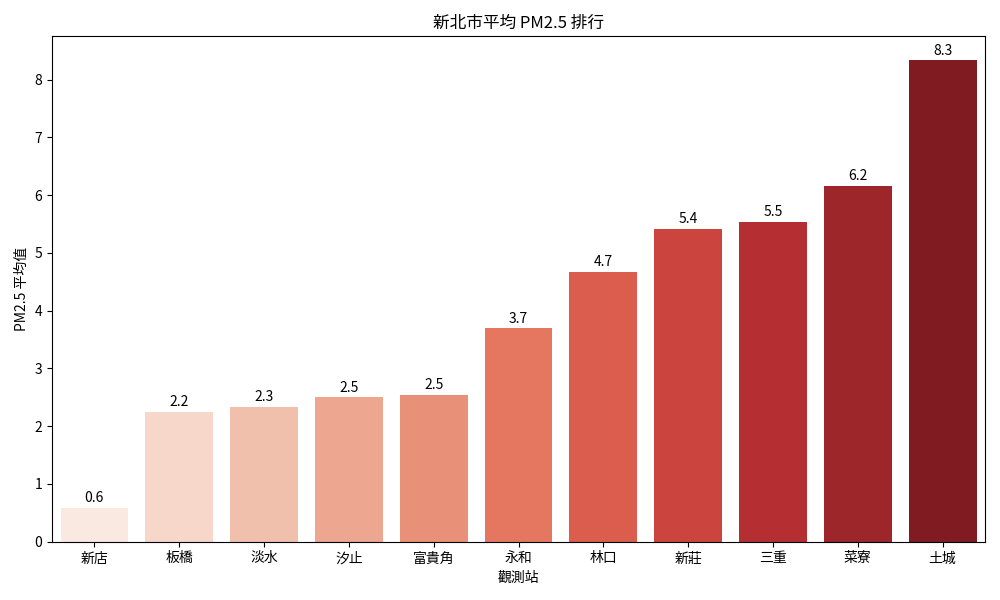 新北市平均 PM2.5 排行
PM2.5 平均值
8
7
6
5
4
3
2
1
0
0.6
2.2
2.3
2.5
2.5
3.7
4.7
5.4
5.5
6.2
8.3
新店
板橋
淡水
汐止
富貴角
永和
林口
新莊
三重
菜寮
土城
觀測站